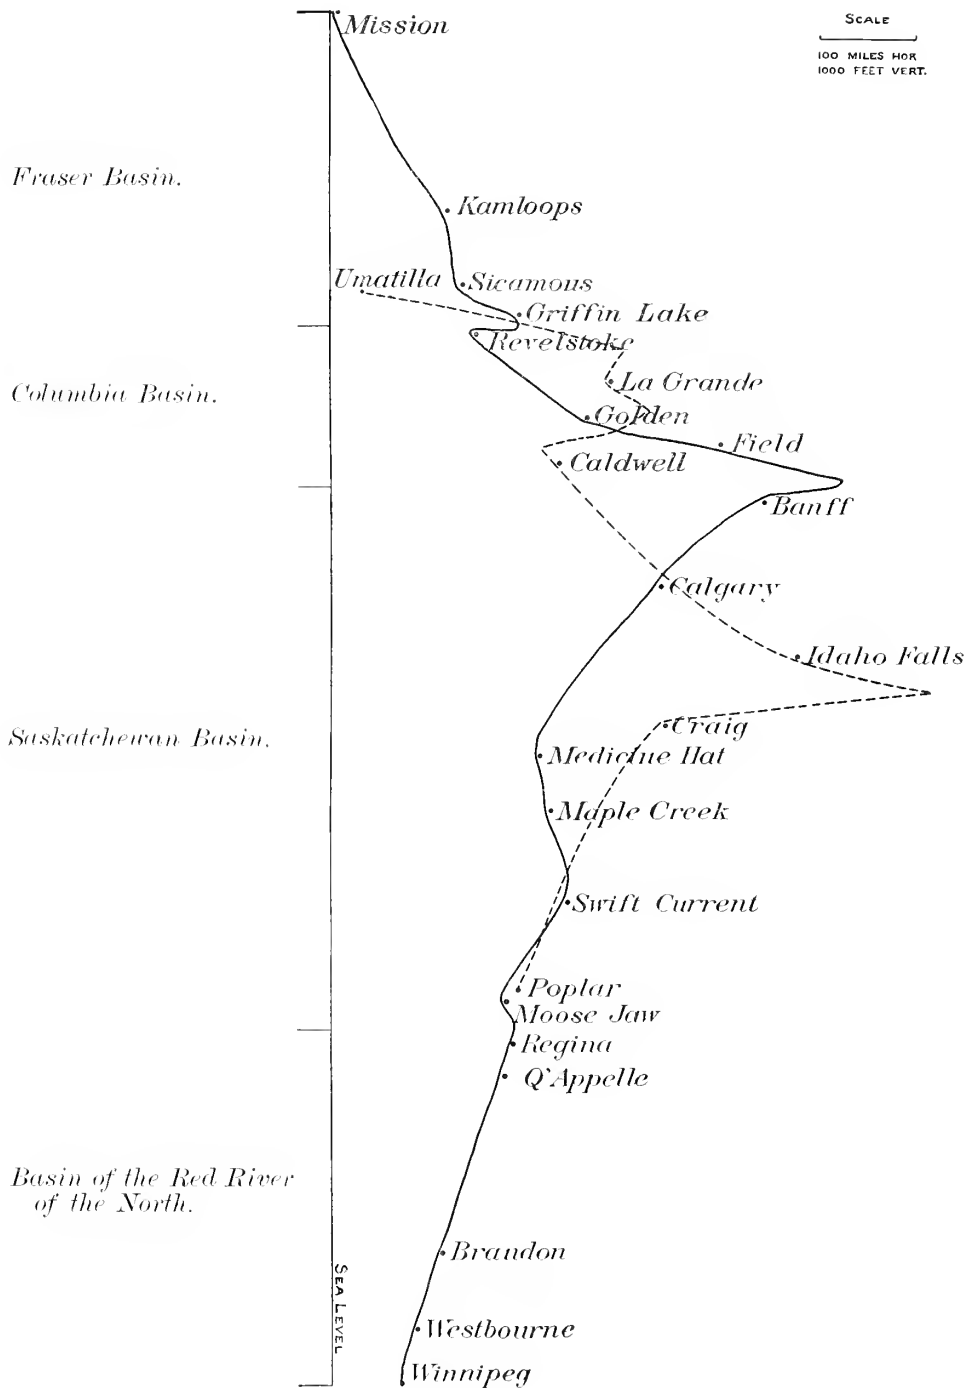 Mission
SCALE
100 MILES HOR
1000 FEET VERT.
Fraser Basin.
Kamloops
Umatilla
Sicamous
Griffin Lake
Revelstoke
La Grande
Columbia Basin.
Golden
Field
Caldwell
Banff
Calgary
Idaho Falls
Craig
Saskatchewan Basin.
Medicine Hat
Maple Creek
Swift Current
Poplar
Moose Jaw
Regina
Q'Appelle
Basin of the Red River
of the North.
Brandon
SEA LEVEL
Westbourne
Winnipeg